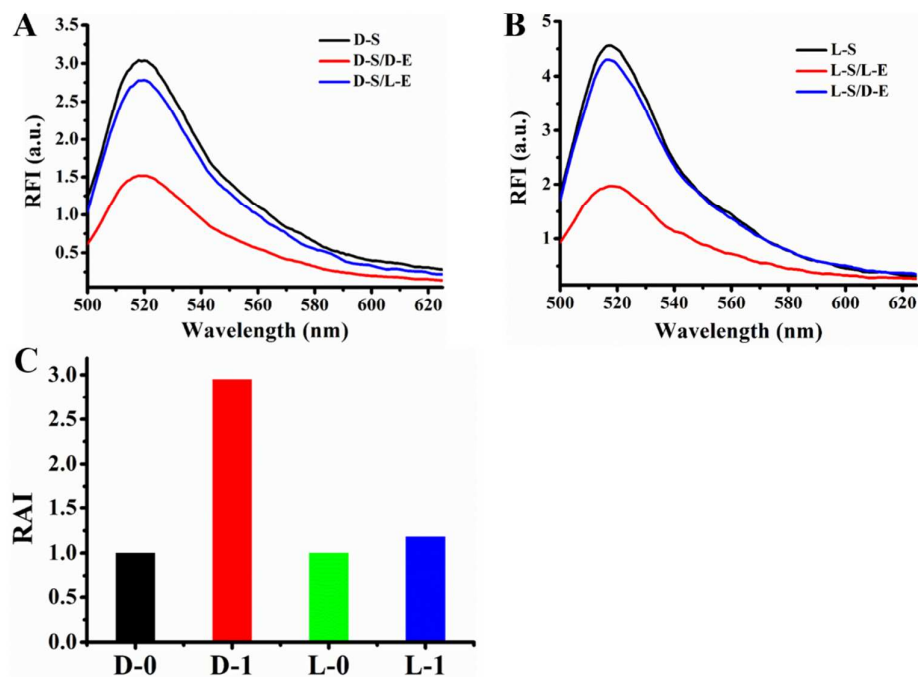 A
D-S
D-S/D-E
D-S/L-E
RFI (a.u.)
3.5
3.0
2.5
2.0
1.5
1.0
0.5
500 520 540 560 580 600 620
Wavelength (nm)
B
L-S
L-S/L-E
L-S/D-E
RFI (a.u.)
5
4
3
2
1
500 520 540 560 580 600 620
Wavelength (nm)
C
RAI
3.0
2.5
2.0
1.5
1.0
0.5
0.0
D-0 D-1 L-0 L-1